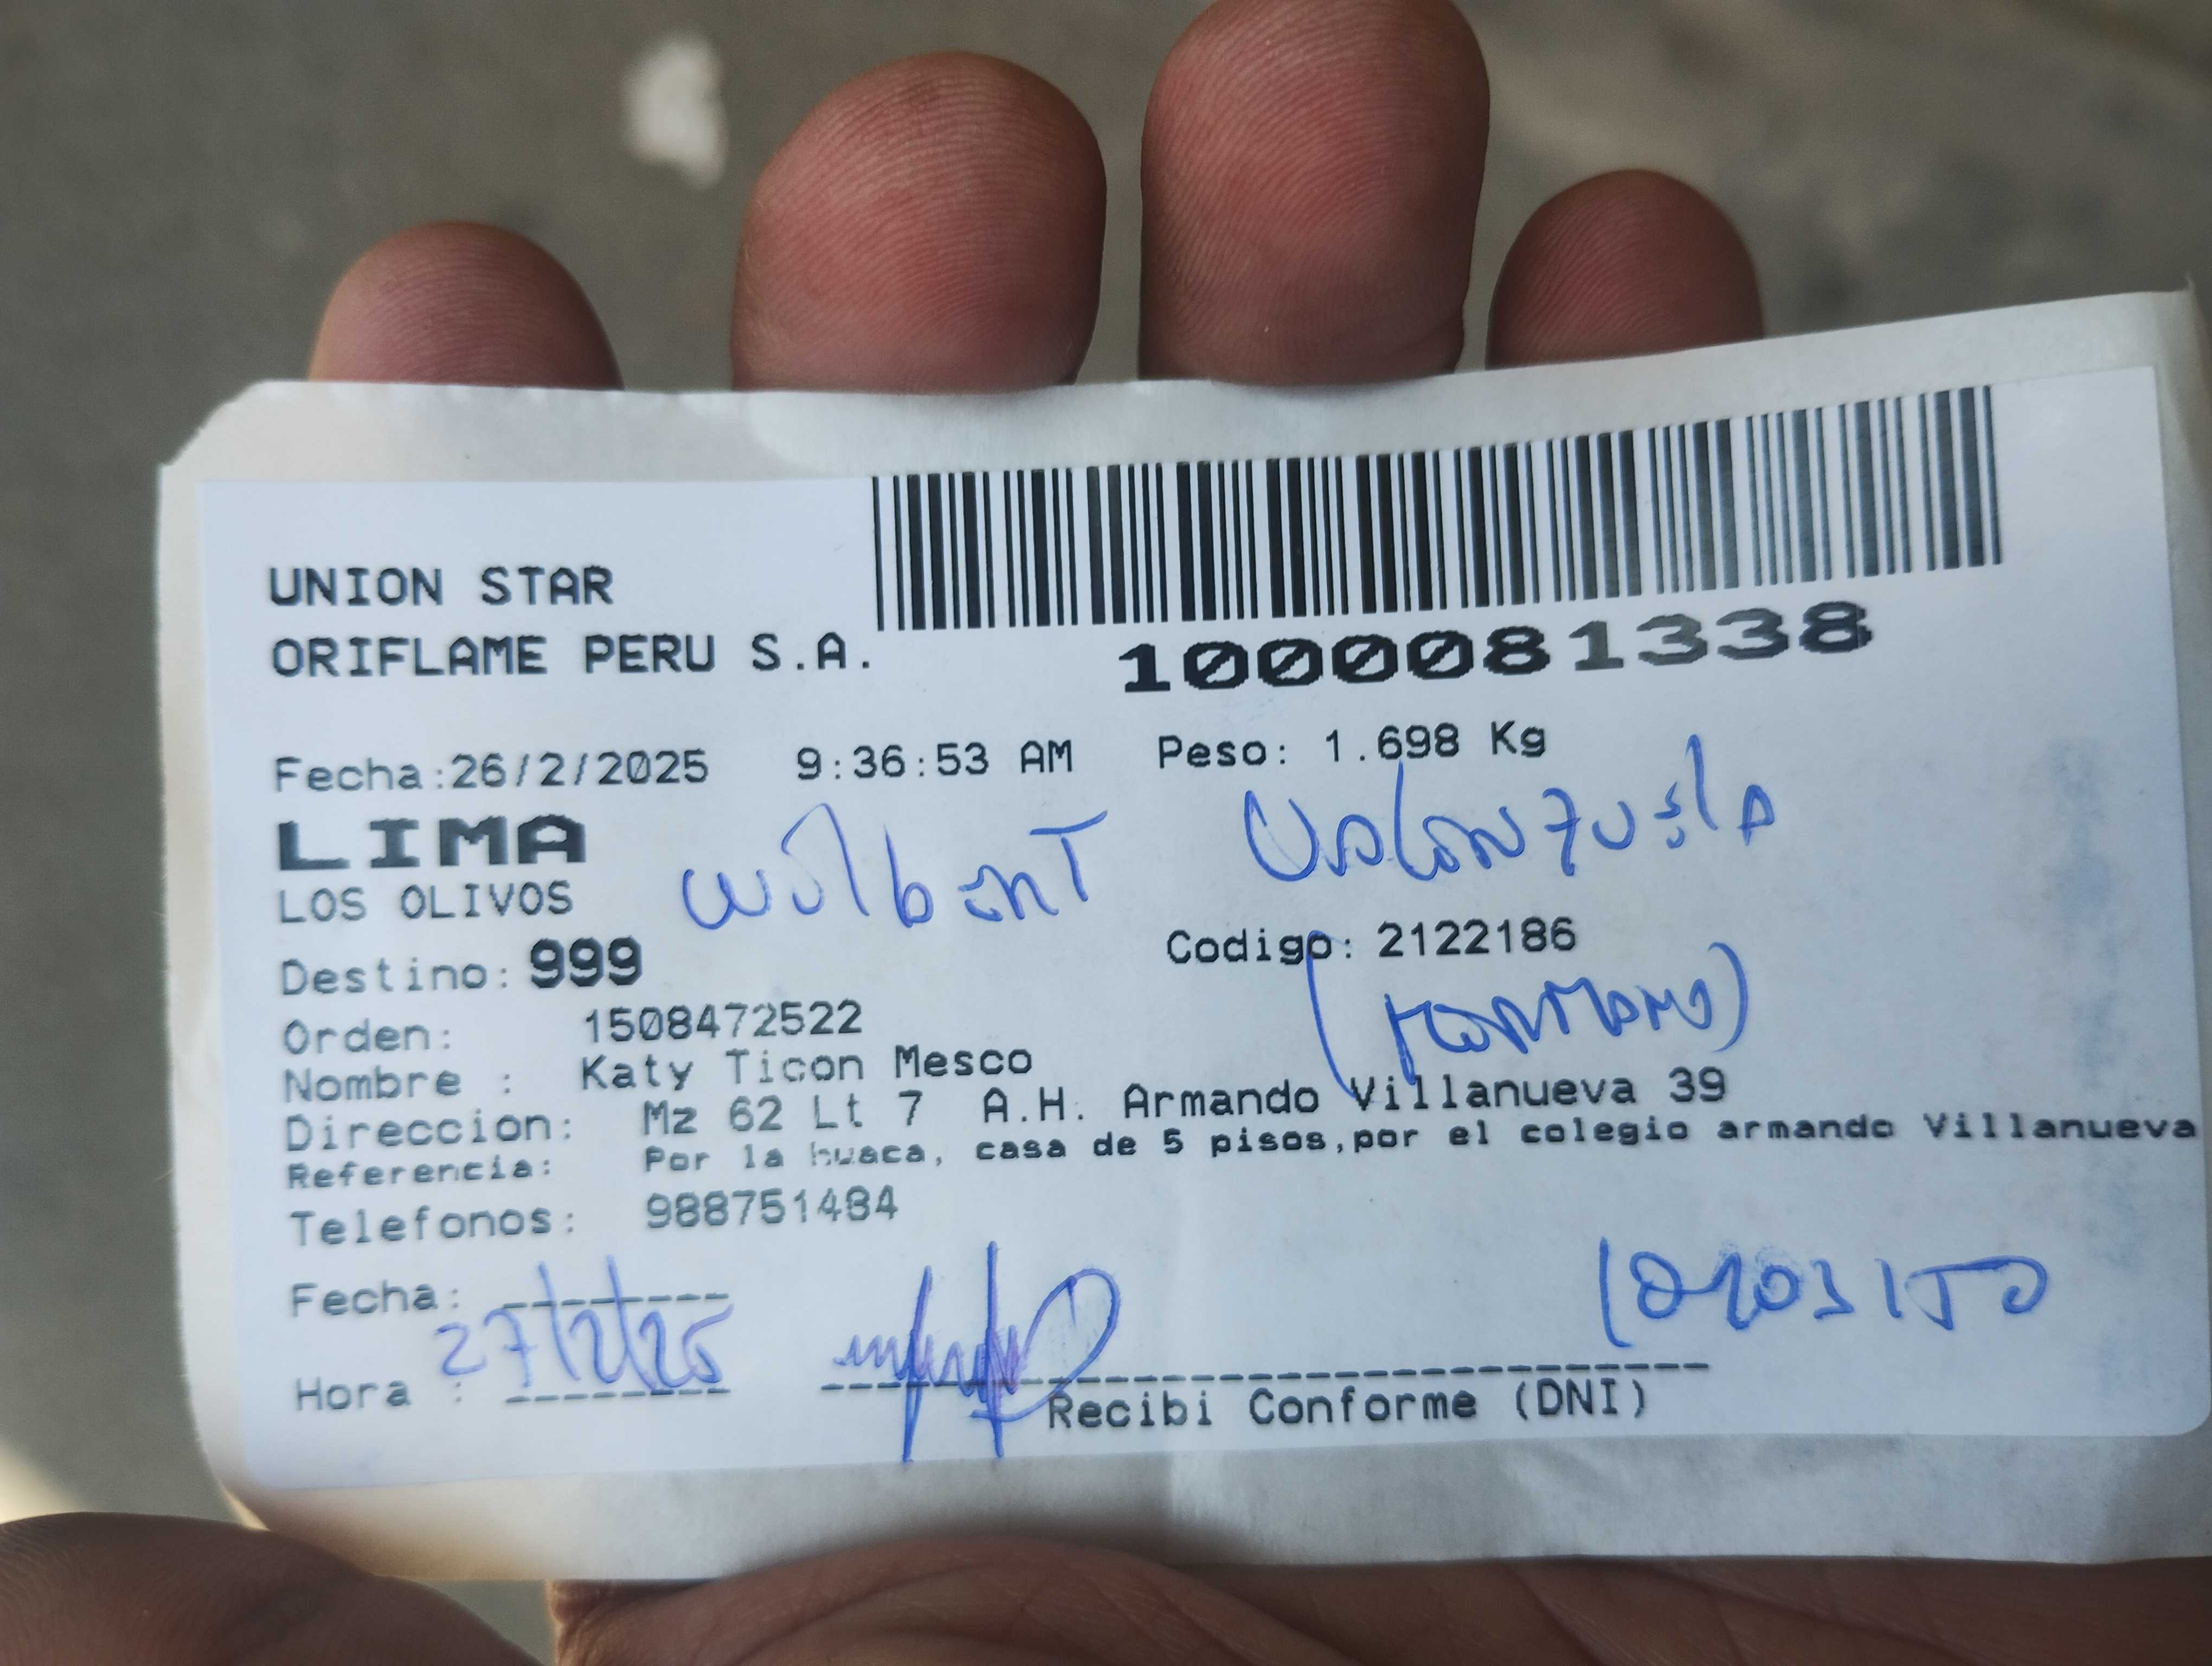 UNION STAR
ORIFLAME PERU S.A.
1000081338
Fecha:26/2/2025 9:36:53 AM Peso: 1.698 Kg
LIMA
LOS OLIVOS
Wilbert Valenzuela
Destino: 999 Codigo: 2122186
(Hermano)
Orden: 1508472522
Nombre : Katy Ticon Mesco
Direccion: Mz 62 Lt 7 A.H. Armando Villanueva 39
Referencia: Por la huaca, casa de 5 pisos,por el colegio armando Villanueva
Telefonos: 988751484
Fecha:
27/2/25
Hora :
Recibi Conforme (DNI)